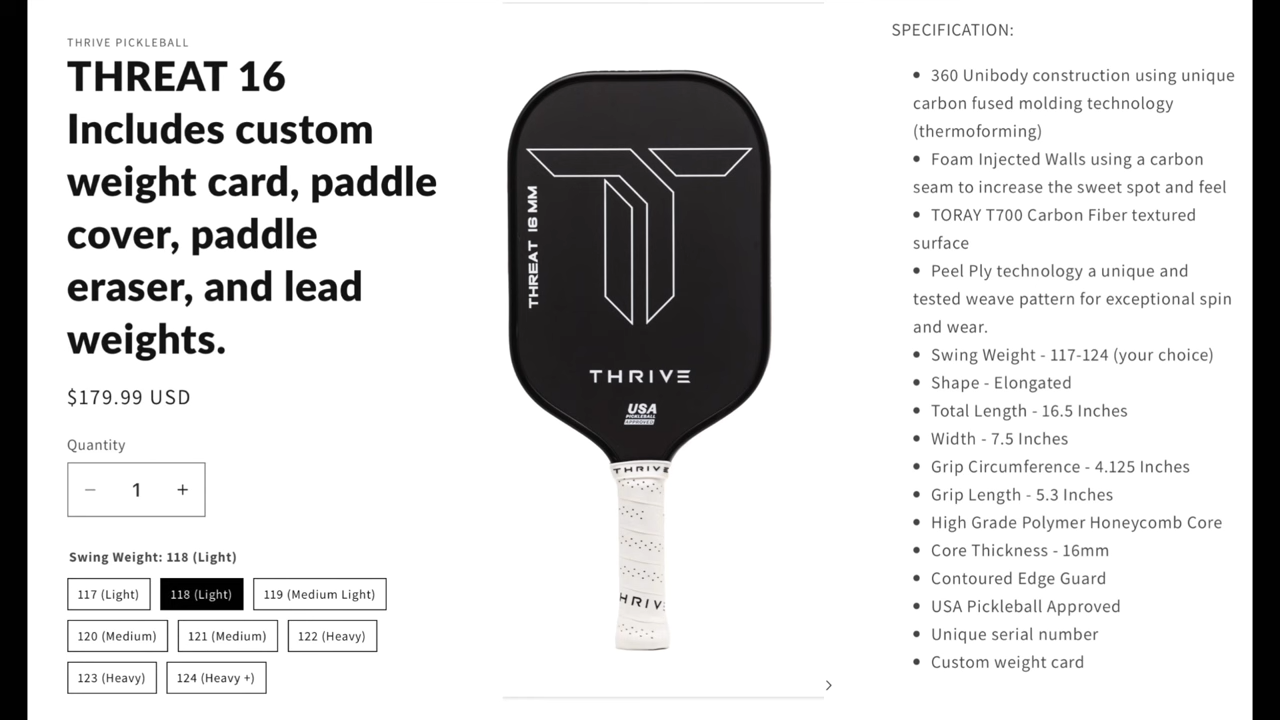 THRIVE PICKLEBALL
THREAT 16
Includes custom
weight card, paddle
cover, paddle
eraser, and lead
weights.
$179.99 USD
Quantity
− 1 +
Swing Weight: 118 (Light)
117 (Light) 118 (Light) 119 (Medium Light)
120 (Medium) 121 (Medium) 122 (Heavy)
123 (Heavy) 124 (Heavy +)
THREAT 16 MM
THRIVE
USA
PICKLEBALL
APPROVED
THRIVE
HRIVE
SPECIFICATION:
• 360 Unibody construction using unique
carbon fused molding technology
(thermoforming)
• Foam Injected Walls using a carbon
seam to increase the sweet spot and feel
• TORAY T700 Carbon Fiber textured
surface
• Peel Ply technology a unique and
tested weave pattern for exceptional spin
and wear.
• Swing Weight - 117-124 (your choice)
• Shape - Elongated
• Total Length - 16.5 Inches
• Width - 7.5 Inches
• Grip Circumference - 4.125 Inches
• Grip Length - 5.3 Inches
• High Grade Polymer Honeycomb Core
• Core Thickness - 16mm
• Contoured Edge Guard
• USA Pickleball Approved
• Unique serial number
• Custom weight card